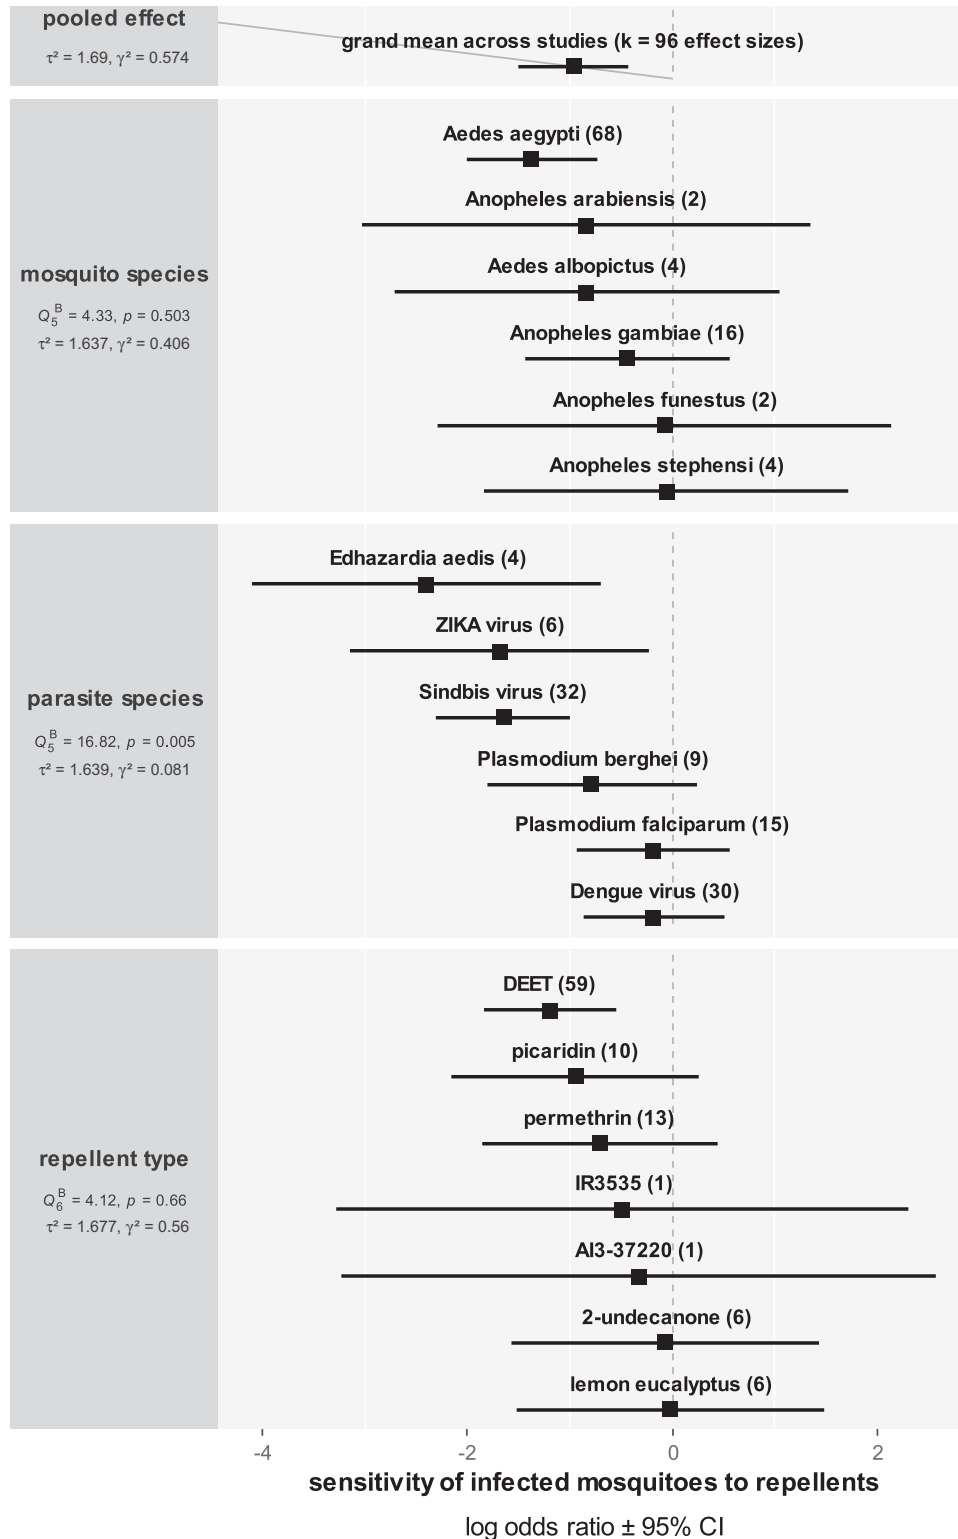 pooled effect
τ² = 1.69, γ² = 0.574
grand mean across studies (k = 96 effect sizes)
mosquito species
Q₅ᴮ = 4.33, p = 0.503
τ² = 1.637, γ² = 0.406
Aedes aegypti (68)
Anopheles arabiensis (2)
Aedes albopictus (4)
Anopheles gambiae (16)
Anopheles funestus (2)
Anopheles stephensi (4)
parasite species
Q₅ᴮ = 16.82, p = 0.005
τ² = 1.639, γ² = 0.081
Edhazardia aedis (4)
ZIKA virus (6)
Sindbis virus (32)
Plasmodium berghei (9)
Plasmodium falciparum (15)
Dengue virus (30)
repellent type
Q₆ᴮ = 4.12, p = 0.66
τ² = 1.677, γ² = 0.56
DEET (59)
picaridin (10)
permethrin (13)
IR3535 (1)
AI3-37220 (1)
2-undecanone (6)
lemon eucalyptus (6)
-4 -2 0 2
sensitivity of infected mosquitoes to repellents
log odds ratio ± 95% CI